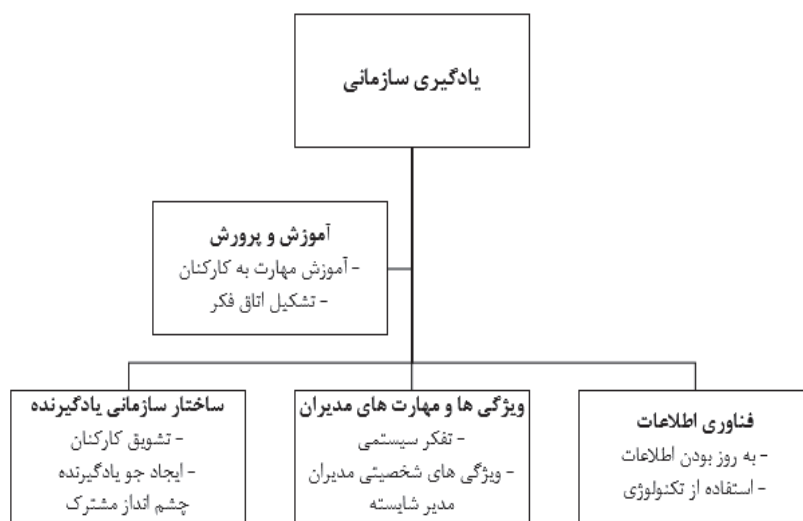 یادگیری سازمانی
آموزش و پرورش
- آموزش مهارت به کارکنان
- تشکیل اتاق فکر
فناوری اطلاعات
- به روز بودن اطلاعات
- استفاده از تکنولوژی
ویژگی ها و مهارت های مدیران
- تفکر سیستمی
- ویژگی های شخصیتی مدیران
مدیر شایسته
ساختار سازمانی یادگیرنده
- تشویق کارکنان
- ایجاد جو یادگیرنده
چشم انداز مشترک